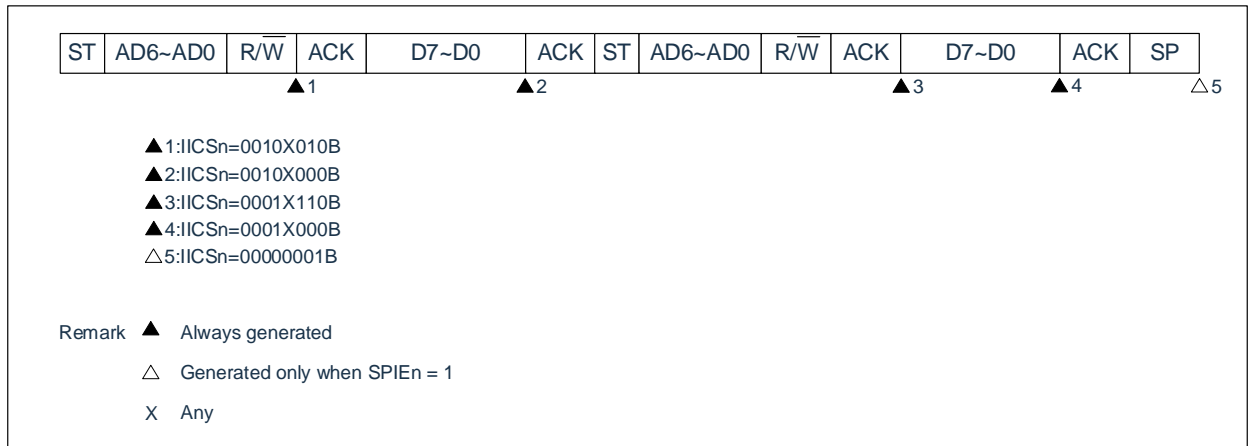 ST AD6~AD0 R/W̅ ACK D7~D0 ACK ST AD6~AD0 R/W̅ ACK D7~D0 ACK SP
▲1 ▲2 ▲3 ▲4 △5
▲1:IICSn=0010X010B
▲2:IICSn=0010X000B
▲3:IICSn=0001X110B
▲4:IICSn=0001X000B
△5:IICSn=00000001B
Remark ▲ Always generated
△ Generated only when SPIEn = 1
X Any